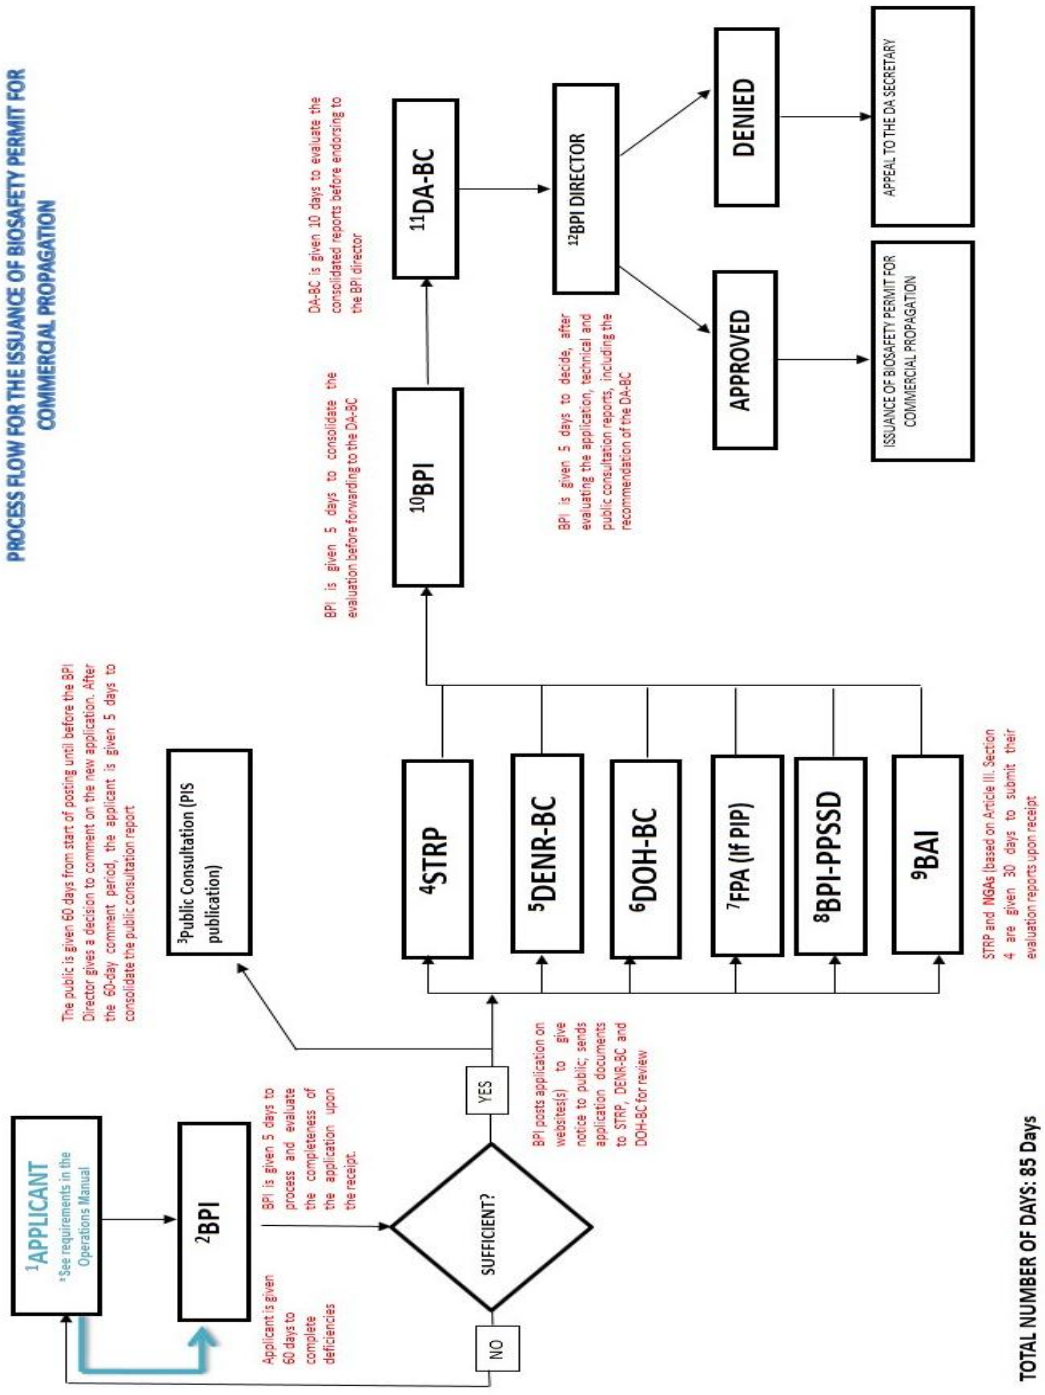 PROCESS FLOW FOR THE ISSUANCE OF BIOSAFETY PERMIT FOR
COMMERCIAL PROPAGATION
1APPLICANT
*See requirements in the
Operations Manual
2BPI
Applicant is given
60 days to
complete
deficiencies
BPI is given 5 days to
process and evaluate
the completeness of
the application upon
the receipt.
SUFFICIENT?
NO
YES
The public is given 60 days from start of posting until before the BPI
Director gives a decision to comment on the new application. After
the 60-day comment period, the applicant is given 5 days to
consolidate the public consultation report
3Public Consultation (PIS
publication)
BPI posts application on
websites(s) to give
notice to public; sends
application documents
to STRP, DENR-BC and
DOH-BC for review
4STRP
5DENR-BC
6DOH-BC
7FPA (If PIP)
8BPI-PPSSD
9BAI
STRP and NGAs (based on Article III. Section
4 are given 30 days to submit their
evaluation reports upon receipt
BPI is given 5 days to consolidate the
evaluation before forwarding to the DA-BC
10BPI
DA-BC is given 10 days to evaluate the
consolidated reports before endorsing to
the BPI director
11DA-BC
12BPI DIRECTOR
BPI is given 5 days to decide, after
evaluating the application, technical and
public consultation reports, including the
recommendation of the DA-BC
APPROVED
DENIED
ISSUANCE OF BIOSAFETY PERMIT FOR
COMMERCIAL PROPAGATION
APPEAL TO THE DA SECRETARY
TOTAL NUMBER OF DAYS: 85 Days